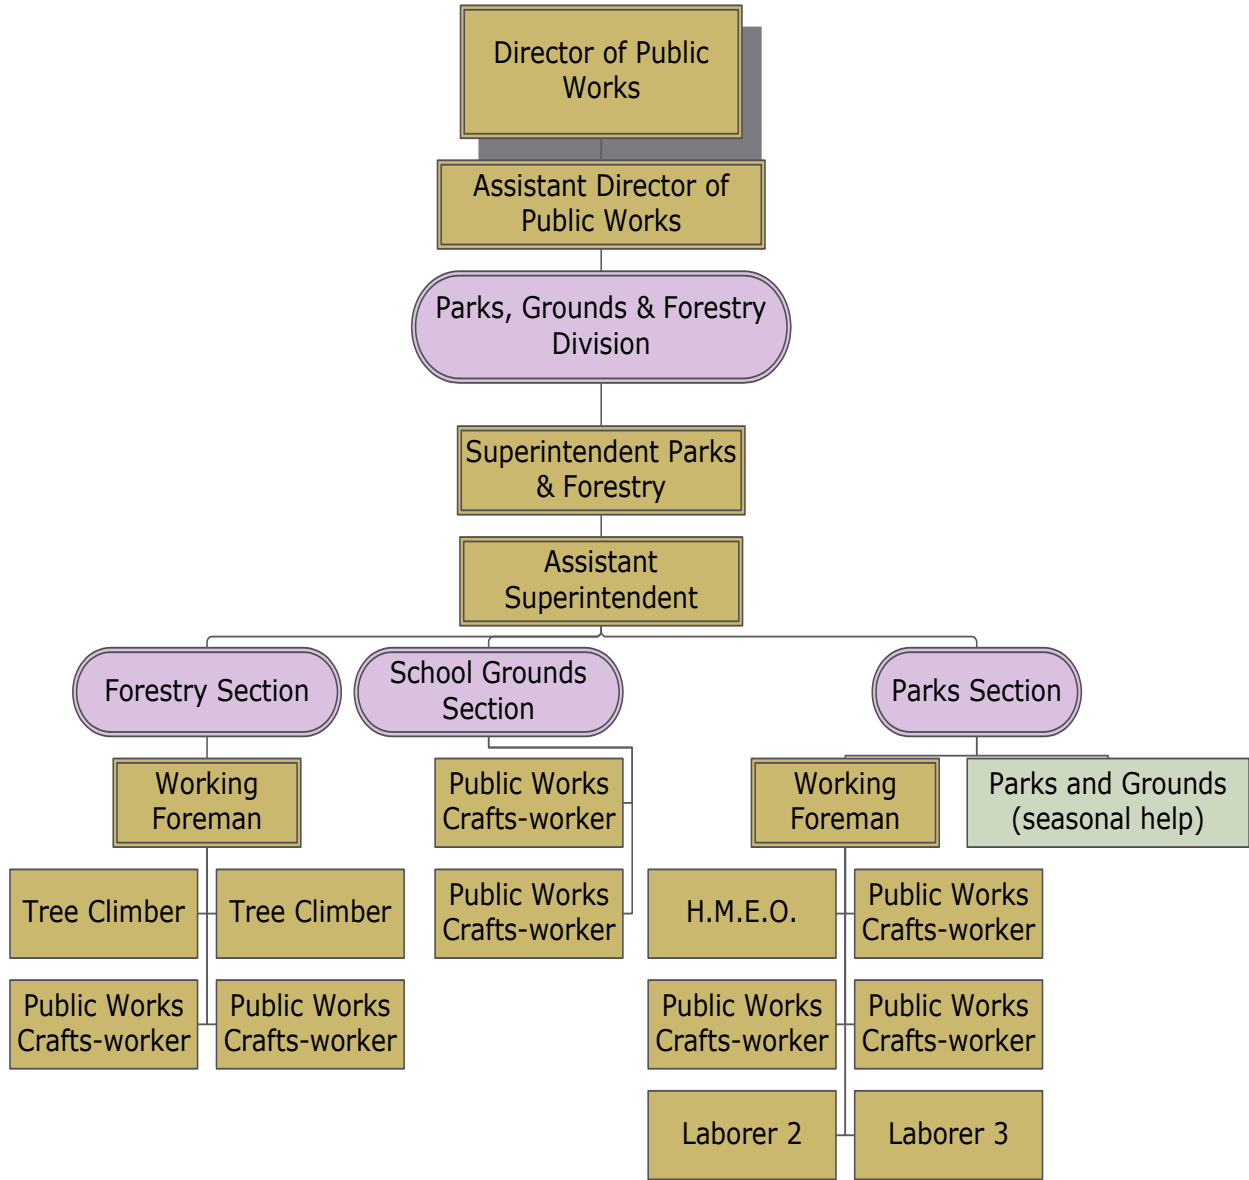 Director of Public
Works
Assistant Director of
Public Works
Parks, Grounds & Forestry
Division
Superintendent Parks
& Forestry
Assistant
Superintendent
Forestry Section
School Grounds
Section
Parks Section
Working
Foreman
Public Works
Crafts-worker
Working
Foreman
Parks and Grounds
(seasonal help)
Tree Climber
Tree Climber
Public Works
Crafts-worker
H.M.E.O.
Public Works
Crafts-worker
Public Works
Crafts-worker
Public Works
Crafts-worker
Public Works
Crafts-worker
Public Works
Crafts-worker
Laborer 2
Laborer 3